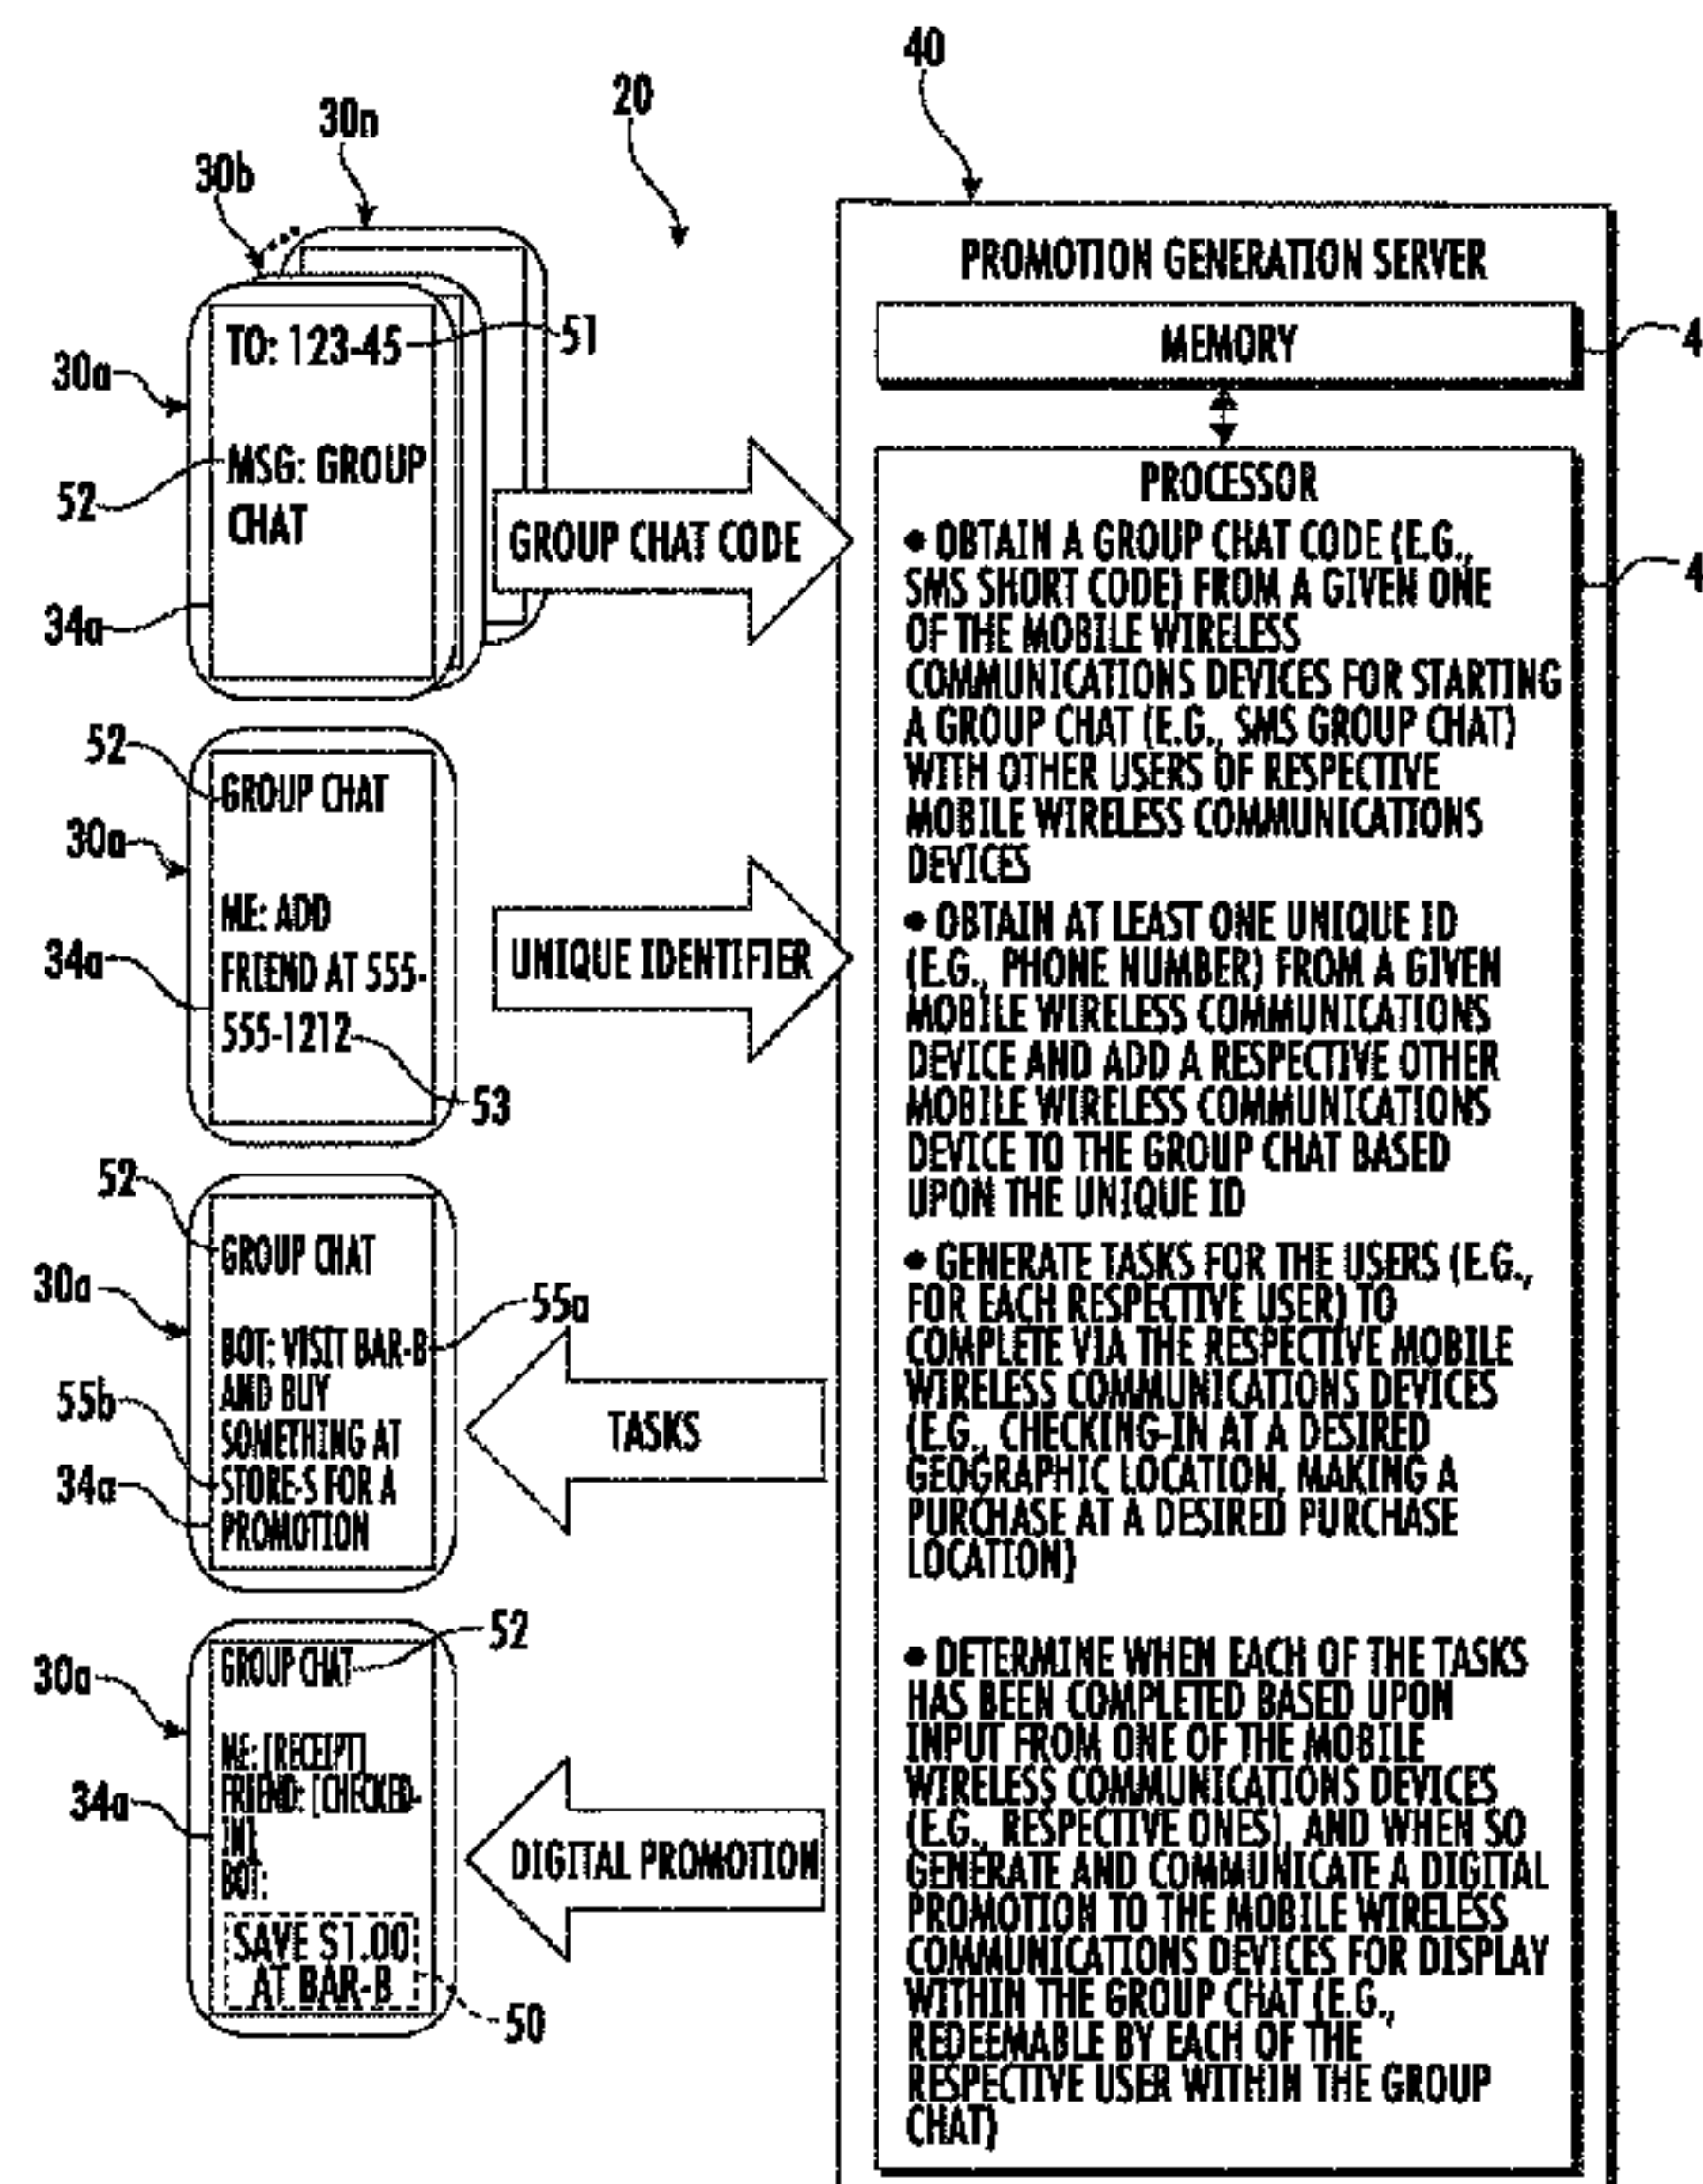 40
20
30n
30b
PROMOTION GENERATION SERVER
TO: 123-45
51
MEMORY
4
30a
MSG: GROUP
CHAT
52
34a
GROUP CHAT CODE
PROCESSOR
4
• OBTAIN A GROUP CHAT CODE (E.G.,
SMS SHORT CODE) FROM A GIVEN ONE
OF THE MOBILE WIRELESS
COMMUNICATIONS DEVICES FOR STARTING
A GROUP CHAT (E.G., SMS GROUP CHAT)
WITH OTHER USERS OF RESPECTIVE
MOBILE WIRELESS COMMUNICATIONS
DEVICES
52
GROUP CHAT
30a
ME: ADD
FRIEND AT 555-
555-1212
34a
53
UNIQUE IDENTIFIER
• OBTAIN AT LEAST ONE UNIQUE ID
(E.G., PHONE NUMBER) FROM A GIVEN
MOBILE WIRELESS COMMUNICATIONS
DEVICE AND ADD A RESPECTIVE OTHER
MOBILE WIRELESS COMMUNICATIONS
DEVICE TO THE GROUP CHAT BASED
UPON THE UNIQUE ID
52
GROUP CHAT
30a
55a
BOT: VISIT BAR-B
AND BUY
SOMETHING AT
STORE-S FOR A
PROMOTION
55b
34a
TASKS
• GENERATE TASKS FOR THE USERS (E.G.,
FOR EACH RESPECTIVE USER) TO
COMPLETE VIA THE RESPECTIVE MOBILE
WIRELESS COMMUNICATIONS DEVICES
(E.G., CHECKING-IN AT A DESIRED
GEOGRAPHIC LOCATION, MAKING A
PURCHASE AT A DESIRED PURCHASE
LOCATION)
52
GROUP CHAT
30a
ME: [RECEIPT]
FRIEND: [CHECKED-
IN]
BOT:
34a
SAVE $1.00
AT BAR-B
50
DIGITAL PROMOTION
• DETERMINE WHEN EACH OF THE TASKS
HAS BEEN COMPLETED BASED UPON
INPUT FROM ONE OF THE MOBILE
WIRELESS COMMUNICATIONS DEVICES
(E.G., RESPECTIVE ONES), AND WHEN SO
GENERATE AND COMMUNICATE A DIGITAL
PROMOTION TO THE MOBILE WIRELESS
COMMUNICATIONS DEVICES FOR DISPLAY
WITHIN THE GROUP CHAT (E.G.,
REDEEMABLE BY EACH OF THE
RESPECTIVE USER WITHIN THE GROUP
CHAT)